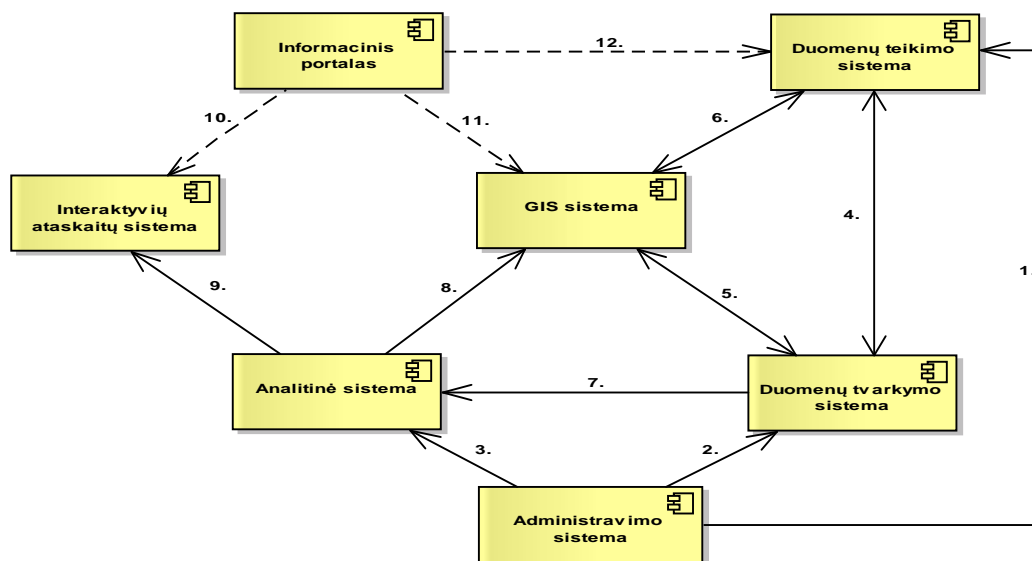 Informacinis
portalas
12.
Duomenų teikimo
sistema
10.
11.
6.
Interaktyvių
ataskaitų sistema
GIS sistema
4.
1.
9.
8.
5.
Analitinė sistema
7.
Duomenų tvarkymo
sistema
3.
2.
Administravimo
sistema